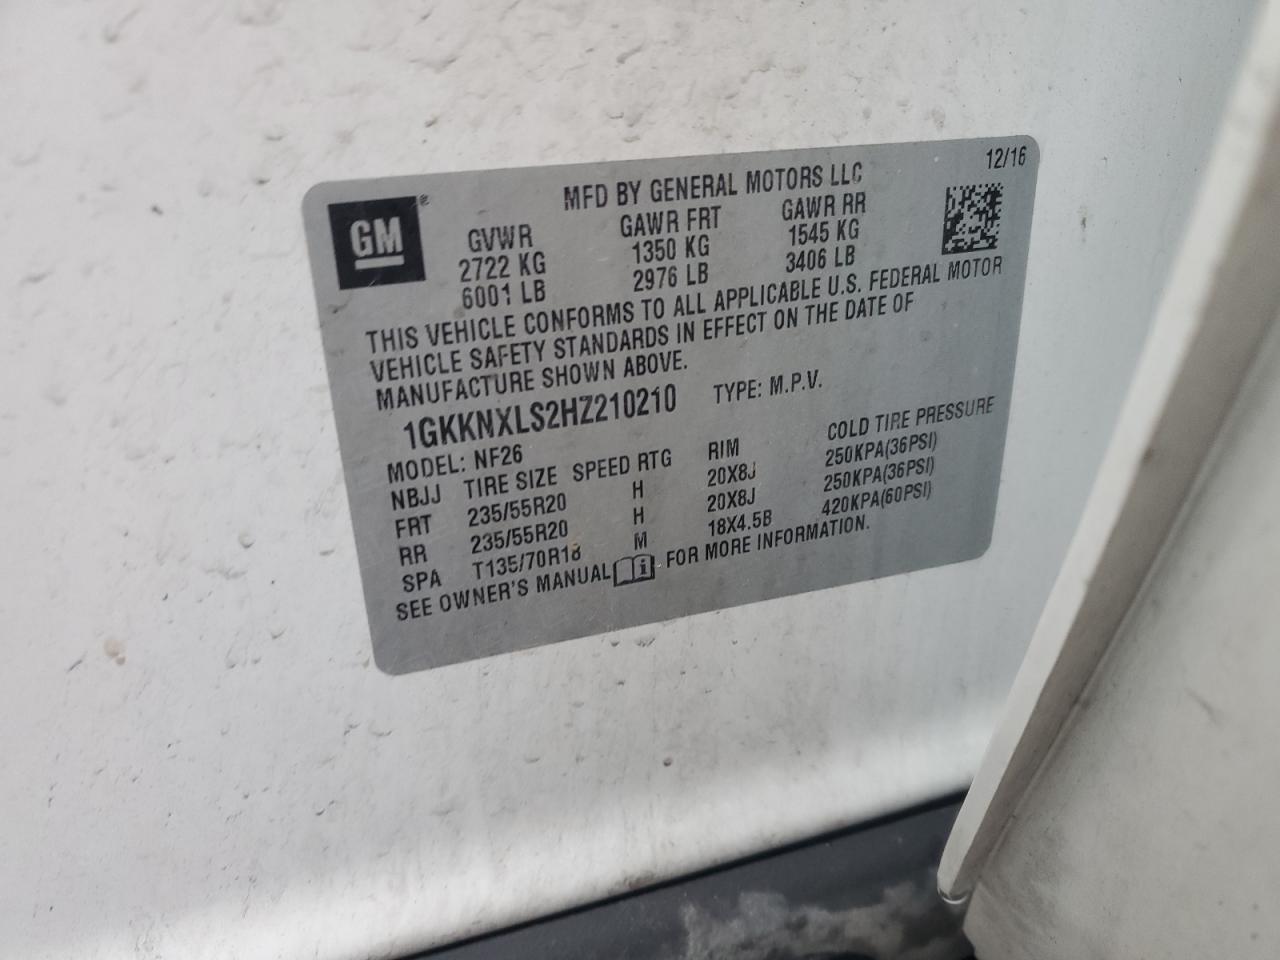 12/16
MFD BY GENERAL MOTORS LLC
GM®
GVWR GAWR FRT GAWR RR
2722 KG 1350 KG 1545 KG
6001 LB 2976 LB 3406 LB
THIS VEHICLE CONFORMS TO ALL APPLICABLE U.S. FEDERAL MOTOR
VEHICLE SAFETY STANDARDS IN EFFECT ON THE DATE OF
MANUFACTURE SHOWN ABOVE.
1GKKNXLS2HZ210210 TYPE: M.P.V.
MODEL: NF26
NBJJ TIRE SIZE SPEED RTG RIM COLD TIRE PRESSURE
FRT 235/55R20 H 20X8J 250KPA(36PSI)
RR 235/55R20 H 20X8J 250KPA(36PSI)
SPA T135/70R18 M 18X4.5B 420KPA(60PSI)
SEE OWNER'S MANUAL FOR MORE INFORMATION.